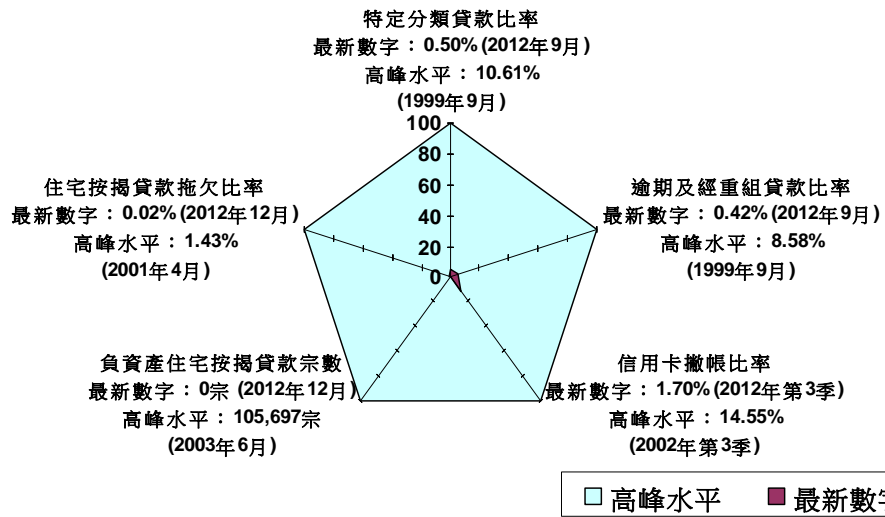 特定分類貸款比率
最新數字：0.50% (2012年9月)
高峰水平：10.61%
(1999年9月)
100
80
60
40
20
0
住宅按揭貸款拖欠比率
最新數字：0.02% (2012年12月)
高峰水平：1.43%
(2001年4月)
逾期及經重組貸款比率
最新數字：0.42% (2012年9月)
高峰水平：8.58%
(1999年9月)
負資產住宅按揭貸款宗數
最新數字：0宗 (2012年12月)
高峰水平：105,697宗
(2003年6月)
信用卡撇帳比率
最新數字：1.70% (2012年第3季)
高峰水平：14.55%
(2002年第3季)
高峰水平 最新數字